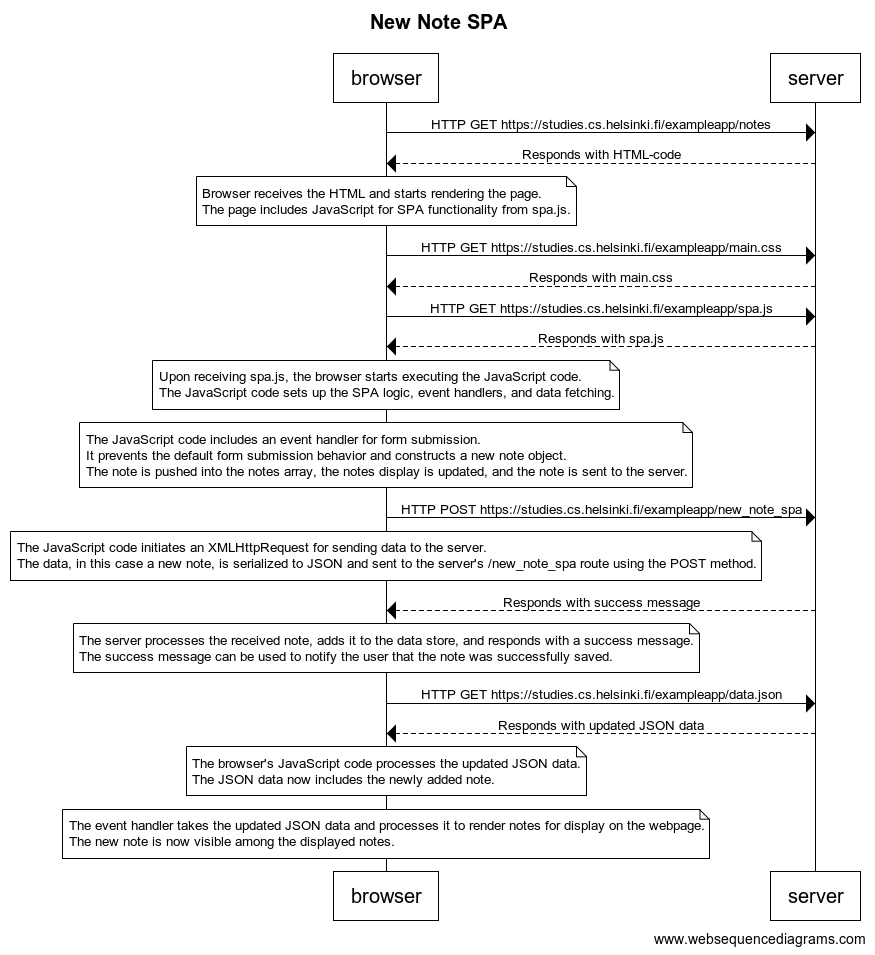 New Note SPA
browser
server
HTTP GET https://studies.cs.helsinki.fi/exampleapp/notes
Responds with HTML-code
Browser receives the HTML and starts rendering the page.
The page includes JavaScript for SPA functionality from spa.js.
HTTP GET https://studies.cs.helsinki.fi/exampleapp/main.css
Responds with main.css
HTTP GET https://studies.cs.helsinki.fi/exampleapp/spa.js
Responds with spa.js
Upon receiving spa.js, the browser starts executing the JavaScript code.
The JavaScript code sets up the SPA logic, event handlers, and data fetching.
The JavaScript code includes an event handler for form submission.
It prevents the default form submission behavior and constructs a new note object.
The note is pushed into the notes array, the notes display is updated, and the note is sent to the server.
HTTP POST https://studies.cs.helsinki.fi/exampleapp/new_note_spa
The JavaScript code initiates an XMLHttpRequest for sending data to the server.
The data, in this case a new note, is serialized to JSON and sent to the server's /new_note_spa route using the POST method.
Responds with success message
The server processes the received note, adds it to the data store, and responds with a success message.
The success message can be used to notify the user that the note was successfully saved.
HTTP GET https://studies.cs.helsinki.fi/exampleapp/data.json
Responds with updated JSON data
The browser's JavaScript code processes the updated JSON data.
The JSON data now includes the newly added note.
The event handler takes the updated JSON data and processes it to render notes for display on the webpage.
The new note is now visible among the displayed notes.
browser
server
www.websequencediagrams.com